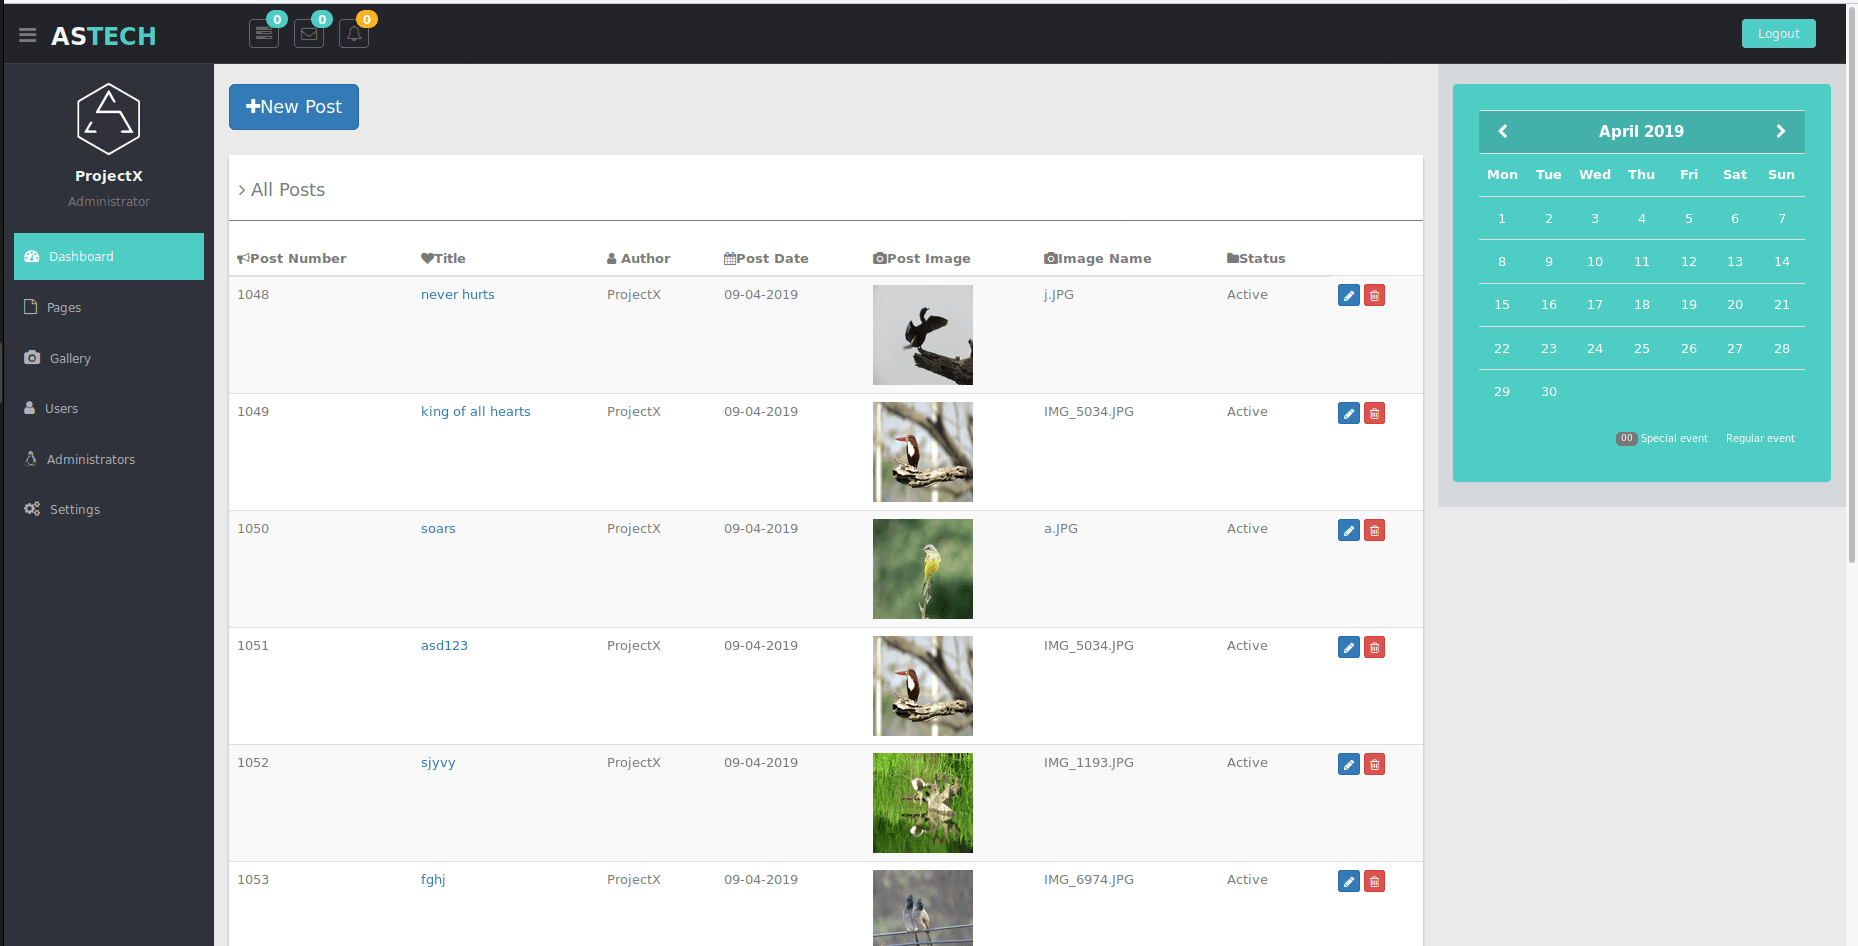 ASTECH
0
0
0
Logout
ProjectX
Administrator
Dashboard
Pages
Gallery
Users
Administrators
Settings
New Post
All Posts
Post Number Title Author Post Date Post Image Image Name Status
1048 never hurts ProjectX 09-04-2019 j.JPG Active
1049 king of all hearts ProjectX 09-04-2019 IMG_5034.JPG Active
1050 soars ProjectX 09-04-2019 a.JPG Active
1051 asd123 ProjectX 09-04-2019 IMG_5034.JPG Active
1052 sjyvy ProjectX 09-04-2019 IMG_1193.JPG Active
1053 fghj ProjectX 09-04-2019 IMG_6974.JPG Active
April 2019
Mon Tue Wed Thu Fri Sat Sun
1 2 3 4 5 6 7
8 9 10 11 12 13 14
15 16 17 18 19 20 21
22 23 24 25 26 27 28
29 30
00 Special event Regular event